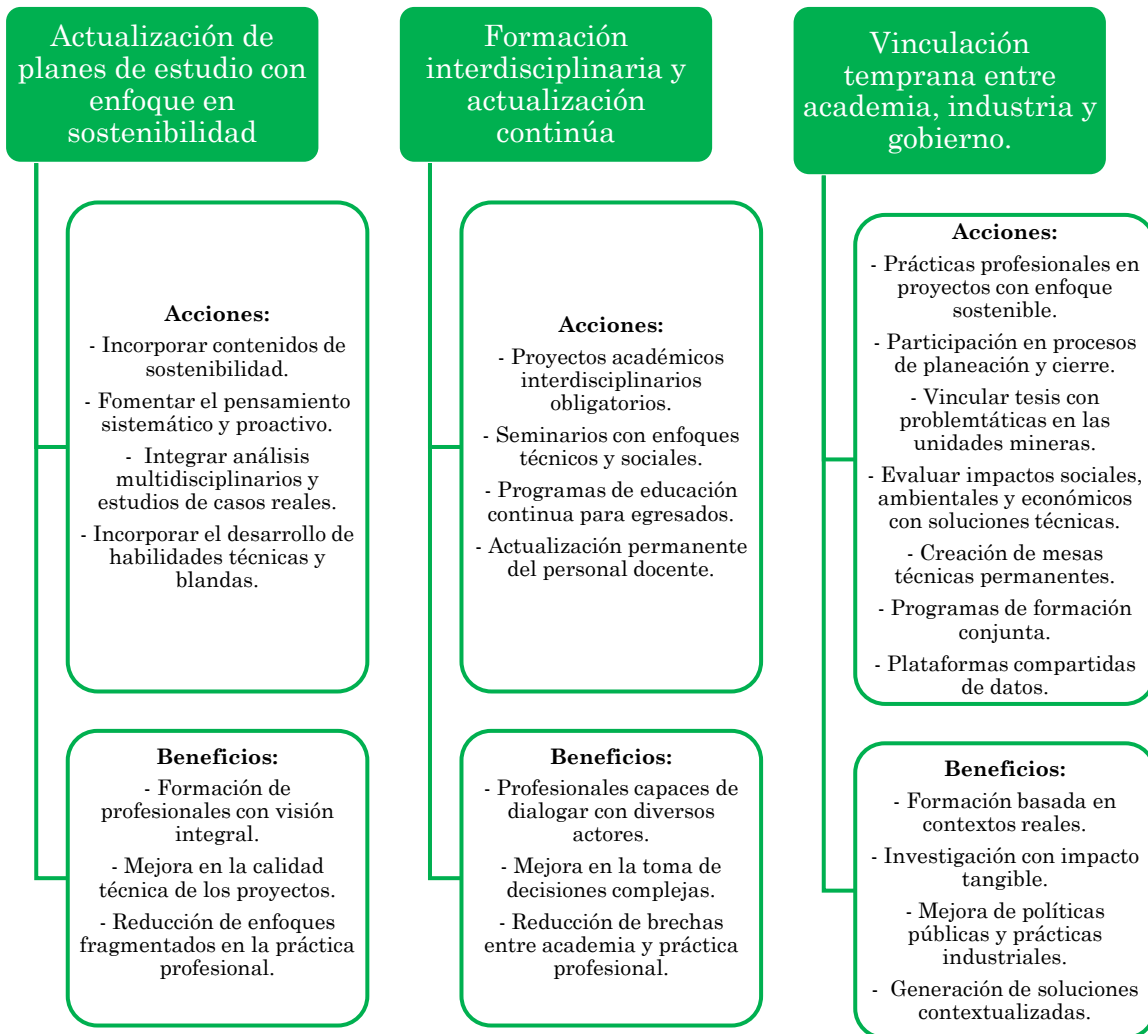 Actualización de
planes de estudio con
enfoque en
sostenibilidad
Acciones:
- Incorporar contenidos de
sostenibilidad.
- Fomentar el pensamiento
sistemático y proactivo.
- Integrar análisis
multidisciplinarios y
estudios de casos reales.
- Incorporar el desarrollo de
habilidades técnicas y
blandas.
Beneficios:
- Formación de
profesionales con visión
integral.
- Mejora en la calidad
técnica de los proyectos.
- Reducción de enfoques
fragmentados en la práctica
profesional.
Formación
interdisciplinaria y
actualización
continúa
Acciones:
- Proyectos académicos
interdisciplinarios
obligatorios.
- Seminarios con enfoques
técnicos y sociales.
- Programas de educación
continua para egresados.
- Actualización permanente
del personal docente.
Beneficios:
- Profesionales capaces de
dialogar con diversos
actores.
- Mejora en la toma de
decisiones complejas.
- Reducción de brechas
entre academia y práctica
profesional.
Vinculación
temprana entre
academia, industria y
gobierno.
Acciones:
- Prácticas profesionales en
proyectos con enfoque
sostenible.
- Participación en procesos
de planeación y cierre.
- Vincular tesis con
problemtáticas en las
unidades mineras.
- Evaluar impactos sociales,
ambientales y económicos
con soluciones técnicas.
- Creación de mesas
técnicas permanentes.
- Programas de formación
conjunta.
- Plataformas compartidas
de datos.
Beneficios:
- Formación basada en
contextos reales.
- Investigación con impacto
tangible.
- Mejora de políticas
públicas y prácticas
industriales.
- Generación de soluciones
contextualizadas.